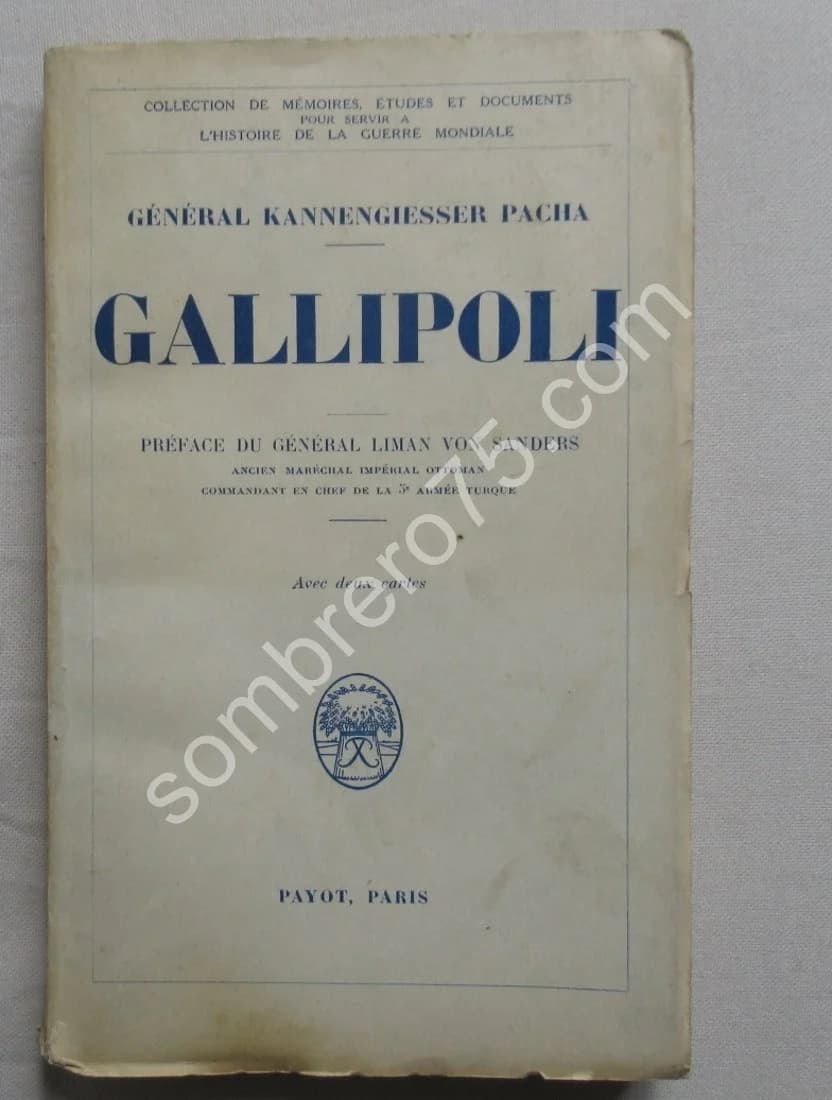 COLLECTION DE MÉMOIRES, ÉTUDES ET DOCUMENTS
POUR SERVIR A
L'HISTOIRE DE LA GUERRE MONDIALE
GÉNÉRAL KANNENGIESSER PACHA
GALLIPOLI
PRÉFACE DU GÉNÉRAL LIMAN VON SANDERS
ANCIEN MARÉCHAL IMPÉRIAL OTTOMAN
COMMANDANT EN CHEF DE LA 5e ARMÉE TURQUE
Avec deux cartes
PAYOT, PARIS
sombrero75.com